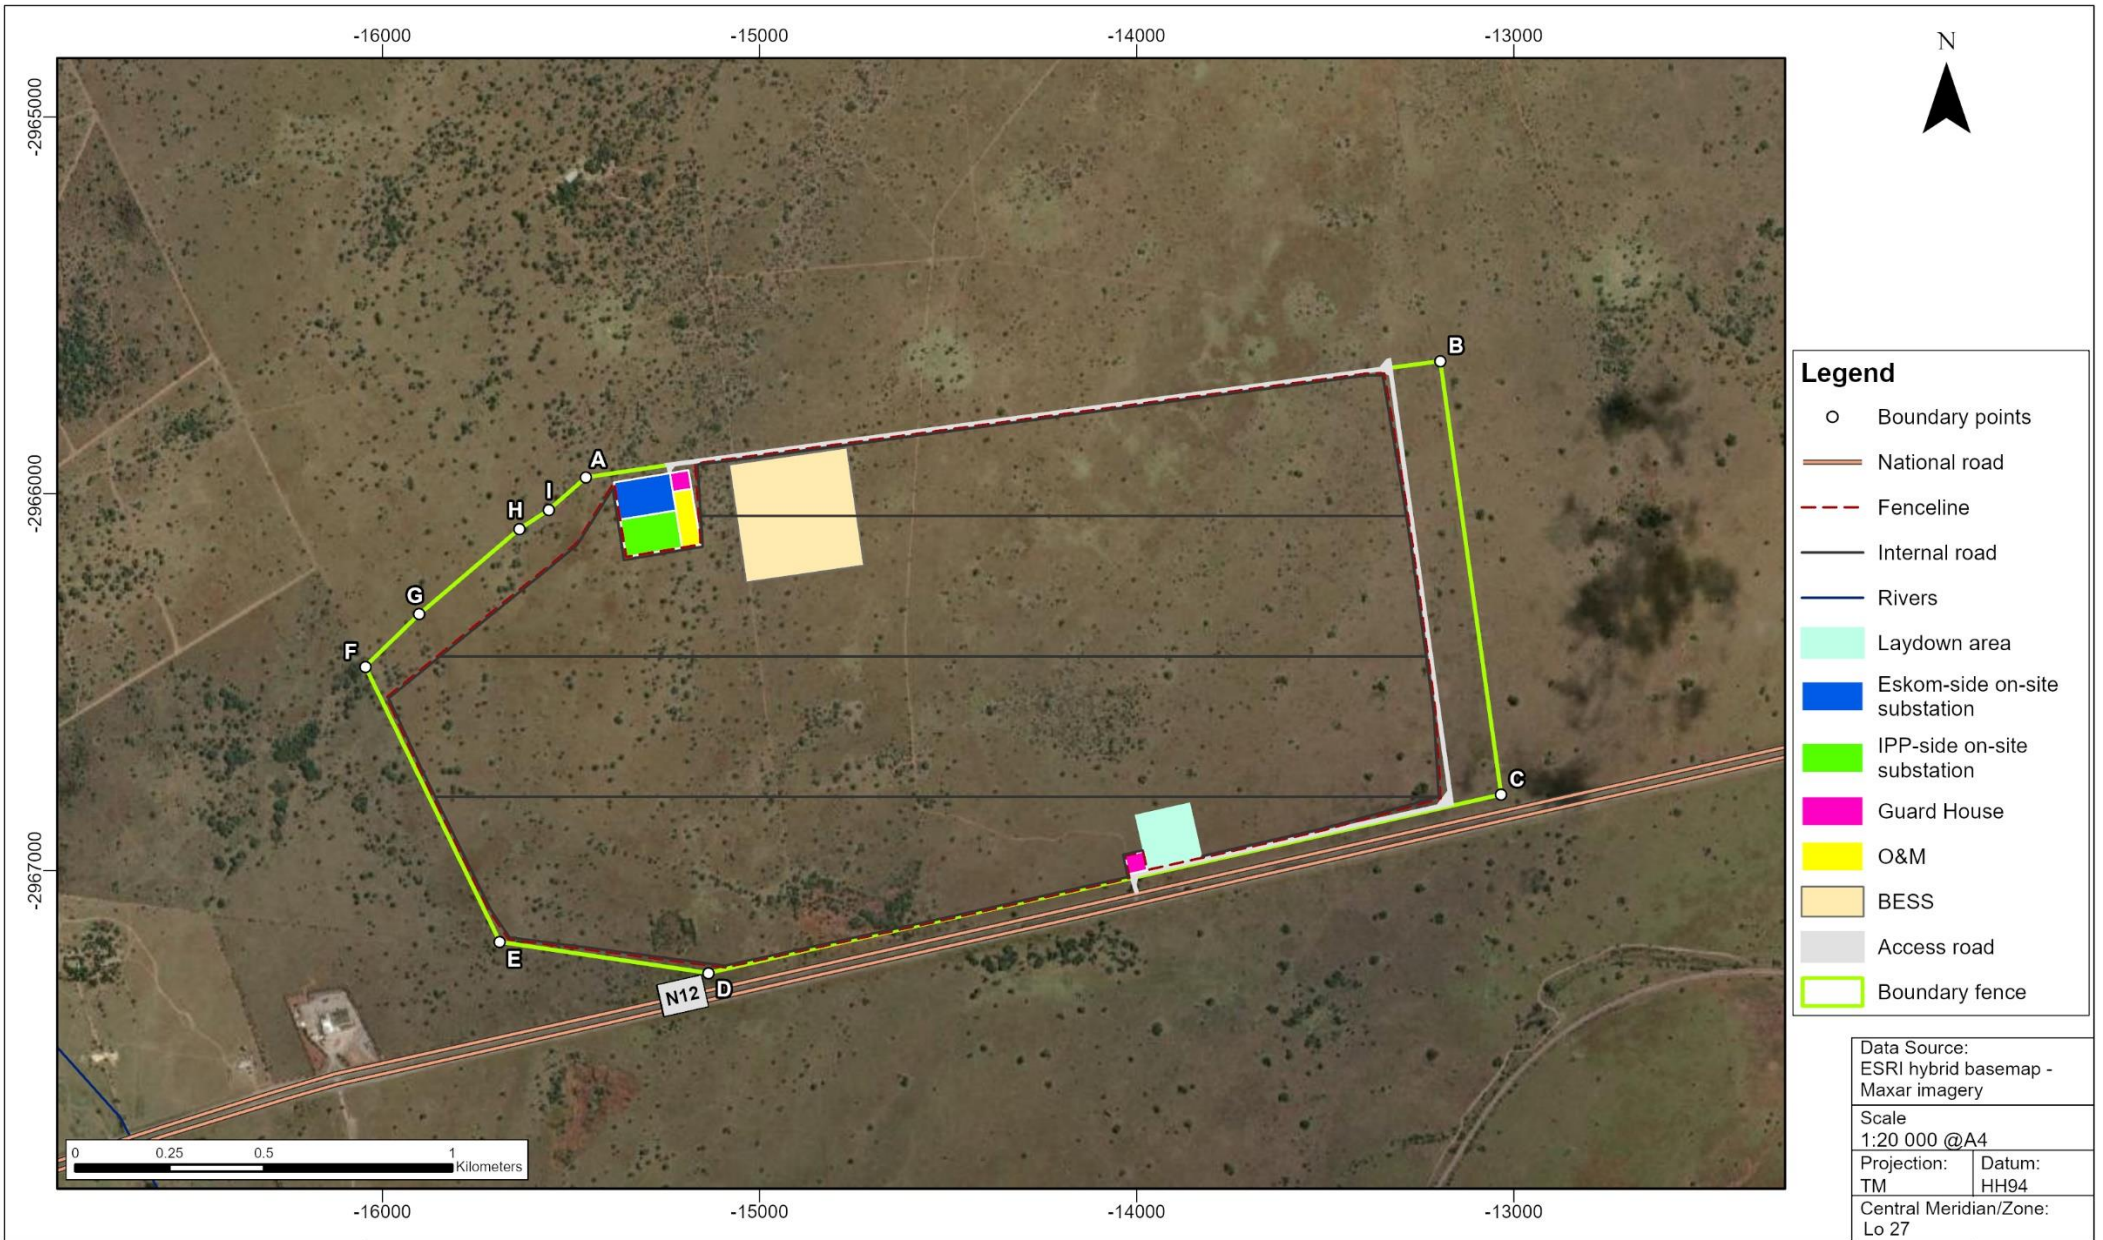 -16000
-15000
-14000
-13000
N
-2965000
-2966000
-2967000
A
B
C
D
E
F
G
H
I
N12
0
0.25
0.5
1
Kilometers
-16000
-15000
-14000
-13000
Legend
Boundary points
National road
Fenceline
Internal road
Rivers
Laydown area
Eskom-side on-site
substation
IPP-side on-site
substation
Guard House
O&M
BESS
Access road
Boundary fence
Data Source:
ESRI hybrid basemap -
Maxar imagery
Scale
1:20 000 @A4
Projection:
TM
Datum:
HH94
Central Meridian/Zone:
Lo 27